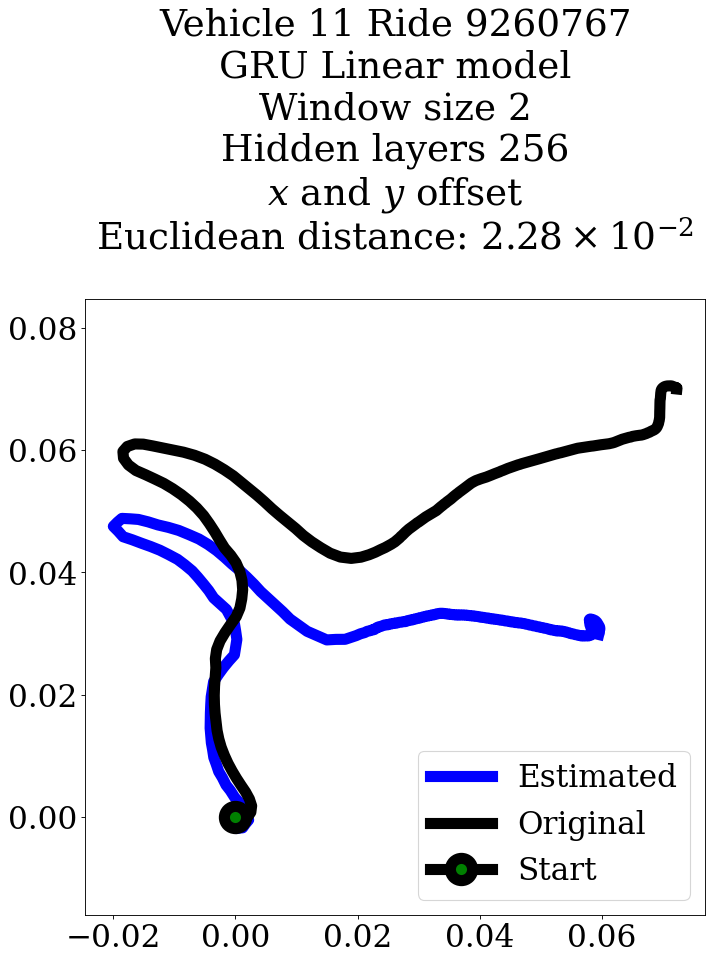 Vehicle 11 Ride 9260767
GRU Linear model
Window size 2
Hidden layers 256
x and y offset
Euclidean distance: 2.28 × 10⁻²
0.08
0.06
0.04
0.02
0.00
Estimated
Original
Start
−0.02 0.00 0.02 0.04 0.06